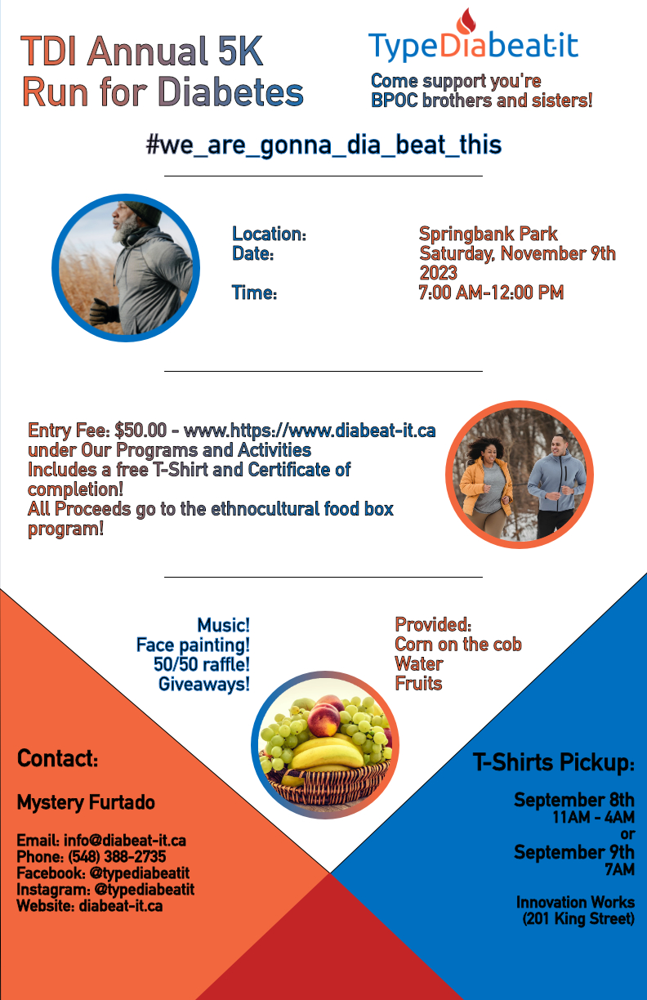 TDI Annual 5K
Run for Diabetes
TypeDiabeat-it
Come support you're
BPOC brothers and sisters!
#we_are_gonna_dia_beat_this
Location: Springbank Park
Date: Saturday, November 9th
2023
Time: 7:00 AM-12:00 PM
Entry Fee: $50.00 - www.https://www.diabeat-it.ca
under Our Programs and Activities
Includes a free T-Shirt and Certificate of
completion!
All Proceeds go to the ethnocultural food box
program!
Music!
Face painting!
50/50 raffle!
Giveaways!
Provided:
Corn on the cob
Water
Fruits
Contact:
Mystery Furtado
Email: info@diabeat-it.ca
Phone: (548) 388-2735
Facebook: @typediabeatit
Instagram: @typediabeatit
Website: diabeat-it.ca
T-Shirts Pickup:
September 8th
11AM - 4AM
or
September 9th
7AM
Innovation Works
(201 King Street)